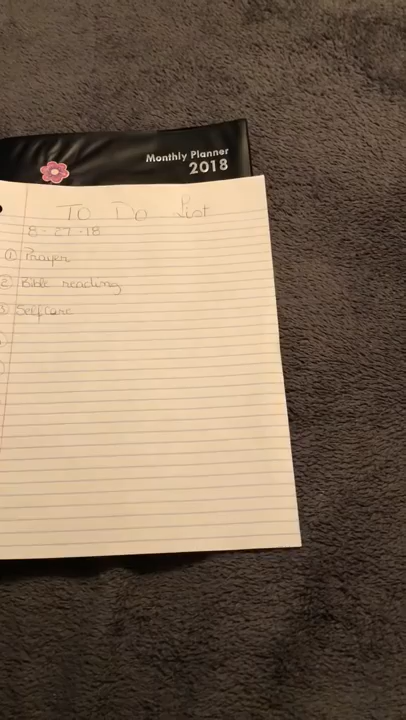 Monthly Planner
2018
To Do List
8-27-18
① Prayer
② Bible reading
③ Selfcare